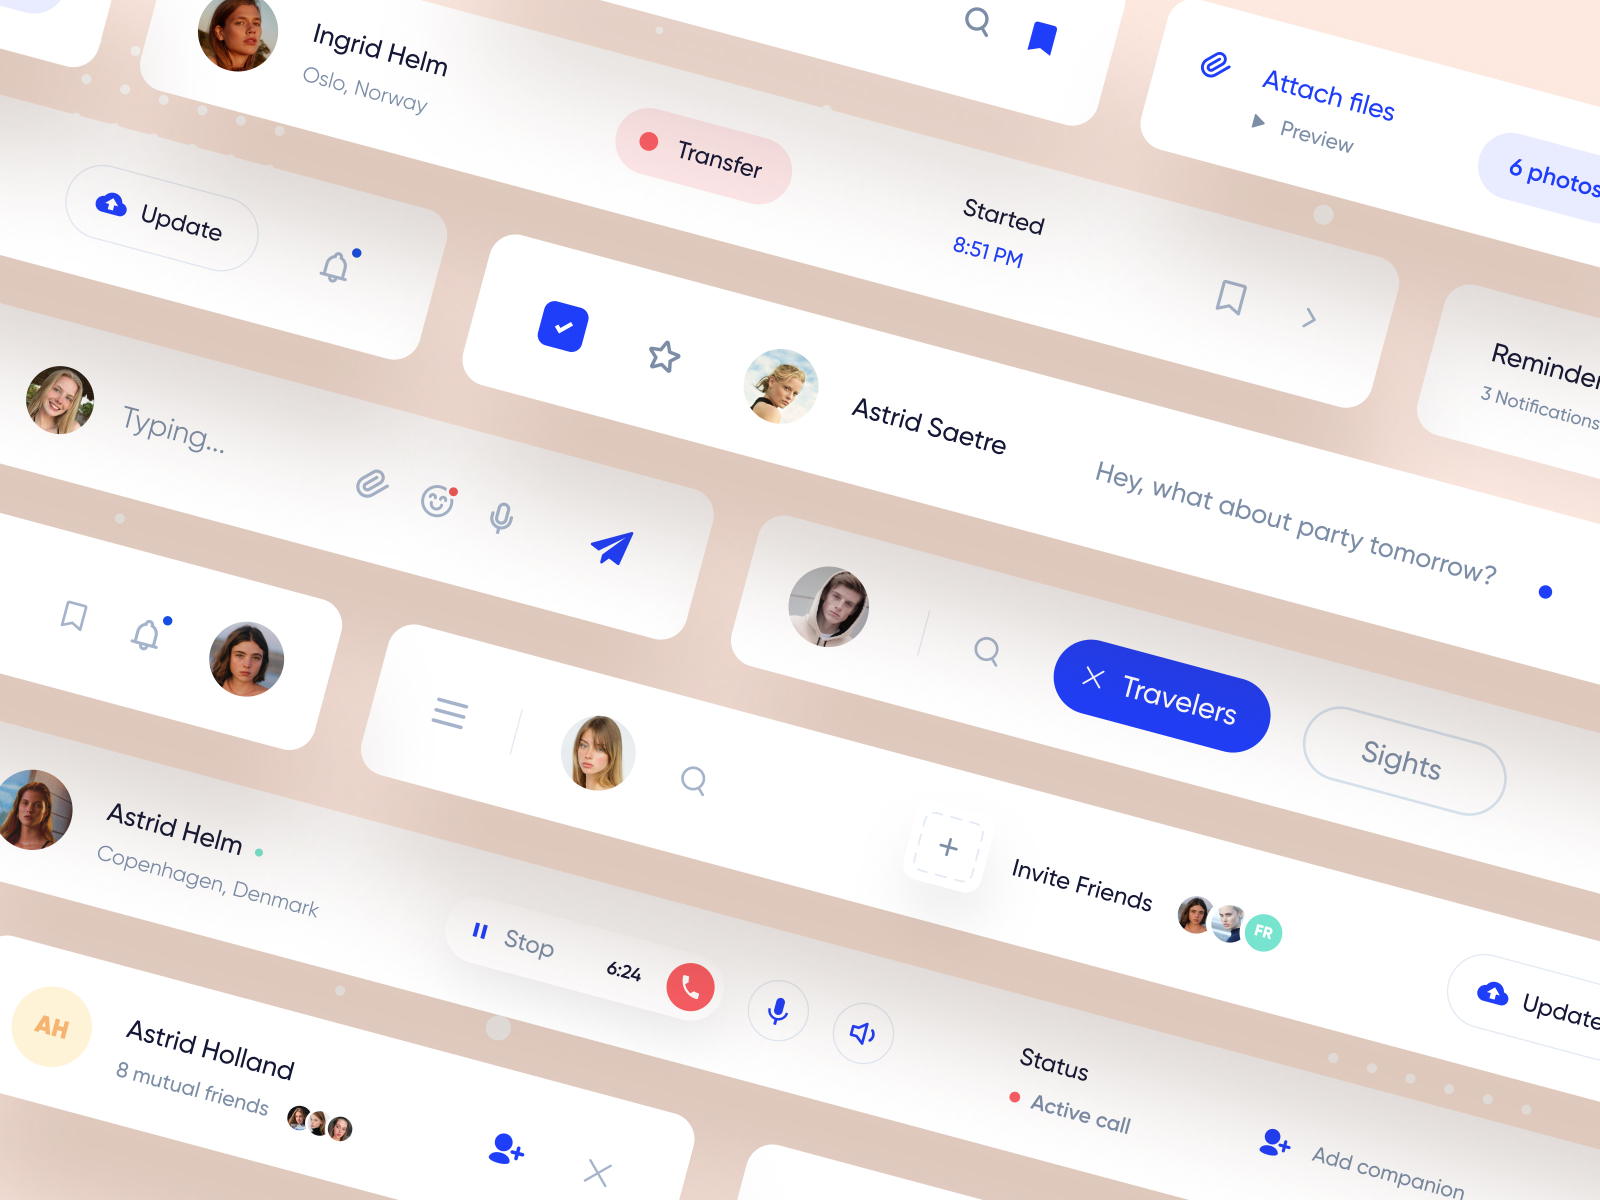 Ingrid Helm
Oslo, Norway
Transfer
Started
8:51 PM
Attach files
Preview
6 photos
Update
Reminder
3 Notifications
Astrid Saetre
Hey, what about party tomorrow?
Typing...
Travelers
Sights
Invite Friends
FR
Update
Astrid Helm
Copenhagen, Denmark
Stop
6:24
Status
Active call
Add companion
AH
Astrid Holland
8 mutual friends